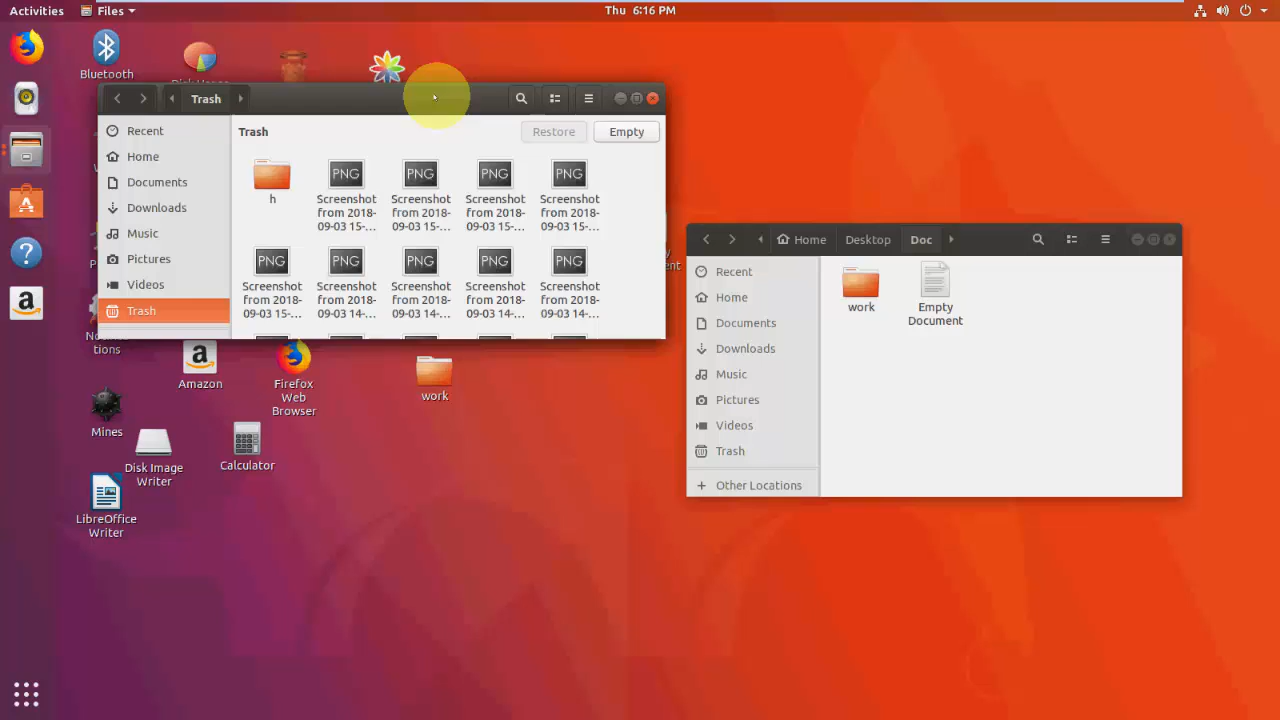 Activities
Files
Thu 6:16 PM
Bluetooth
Trash
Recent
Home
Documents
Downloads
Music
Pictures
Videos
Trash
Trash
Restore
Empty
h
PNG
Screenshot
from 2018-
09-03 15-...
PNG
Screenshot
from 2018-
09-03 15-...
PNG
Screenshot
from 2018-
09-03 15-...
PNG
Screenshot
from 2018-
09-03 15-...
PNG
Screenshot
from 2018-
09-03 15-...
PNG
Screenshot
from 2018-
09-03 14-...
PNG
Screenshot
from 2018-
09-03 14-...
PNG
Screenshot
from 2018-
09-03 14-...
PNG
Screenshot
from 2018-
09-03 14-...
Home
Desktop
Doc
Recent
Home
Documents
Downloads
Music
Pictures
Videos
Trash
Other Locations
work
Empty
Document
tions
Amazon
Firefox
Web
Browser
work
Mines
Disk Image
Writer
Calculator
LibreOffice
Writer